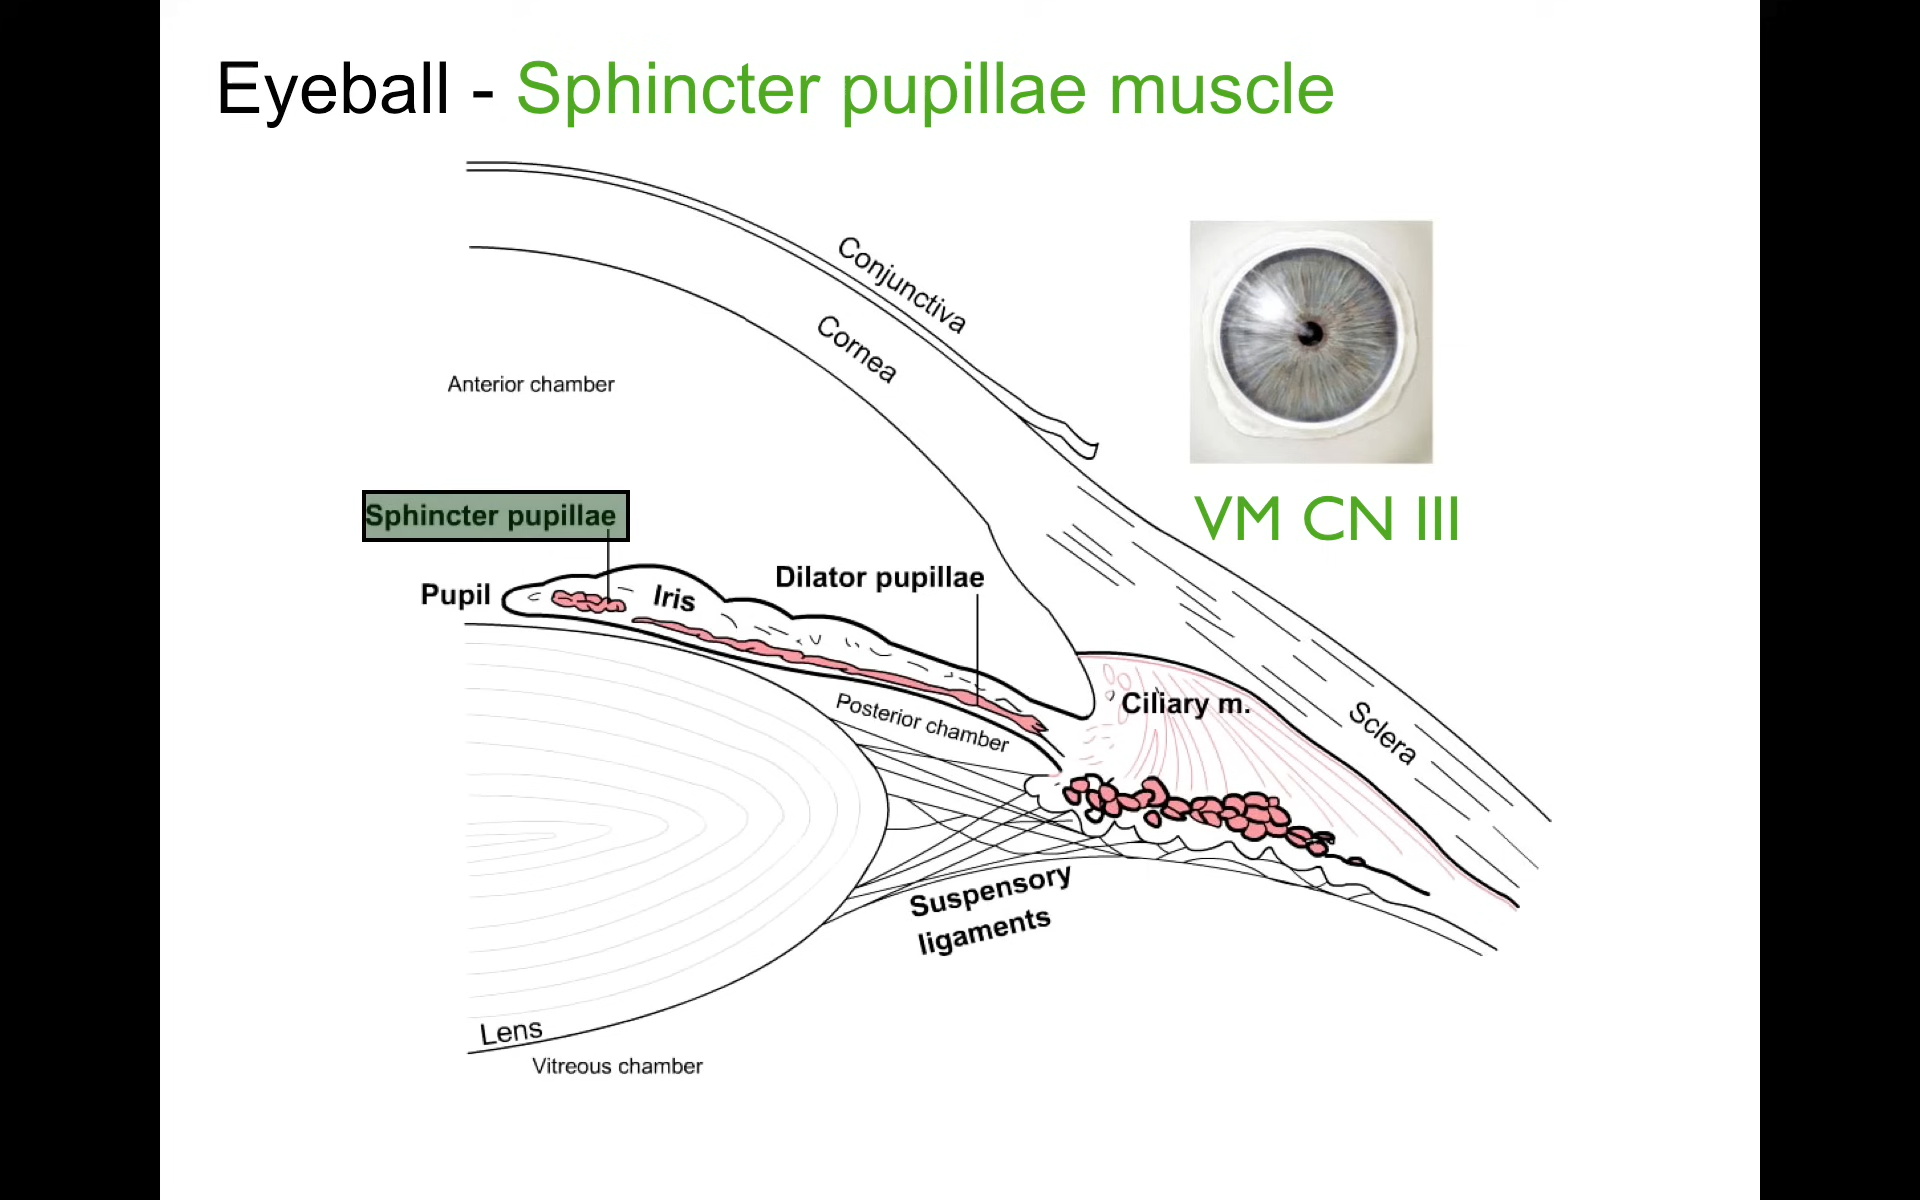 Eyeball - Sphincter pupillae muscle
Conjunctiva
Cornea
Anterior chamber
Sphincter pupillae
VM CN III
Dilator pupillae
Pupil
Iris
Ciliary m.
Posterior chamber
Sclera
Suspensory
ligaments
Lens
Vitreous chamber